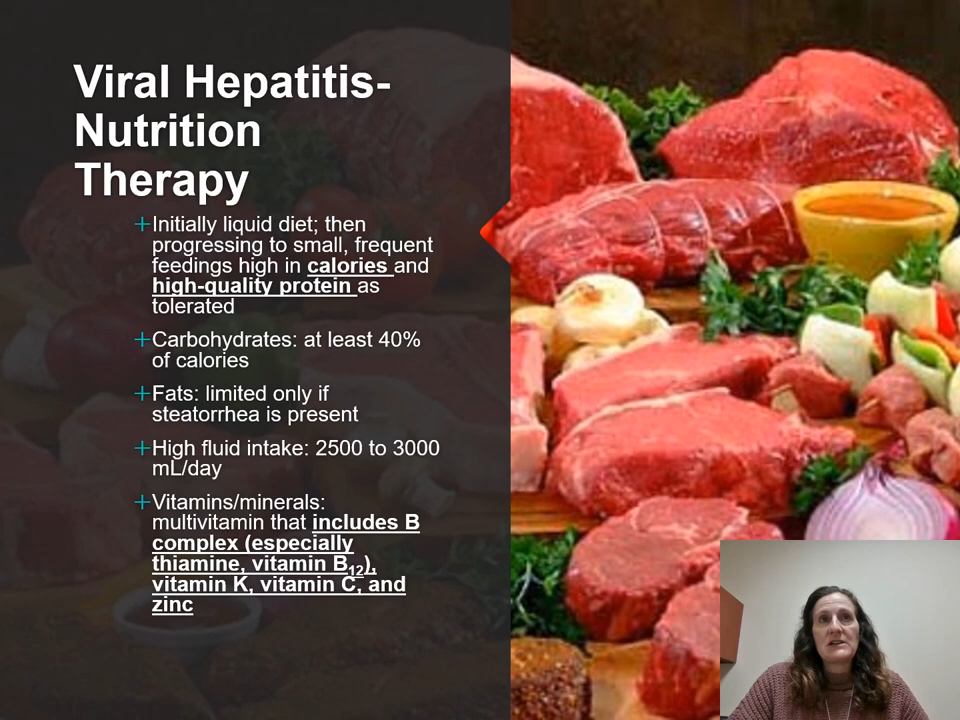 Viral Hepatitis-
Nutrition
Therapy
Initially liquid diet; then
progressing to small, frequent
feedings high in calories and
high-quality protein as
tolerated
Carbohydrates: at least 40%
of calories
Fats: limited only if
steatorrhea is present
High fluid intake: 2500 to 3000
mL/day
Vitamins/minerals:
multivitamin that includes B
complex (especially
thiamine, vitamin B12),
vitamin K, vitamin C, and
zinc